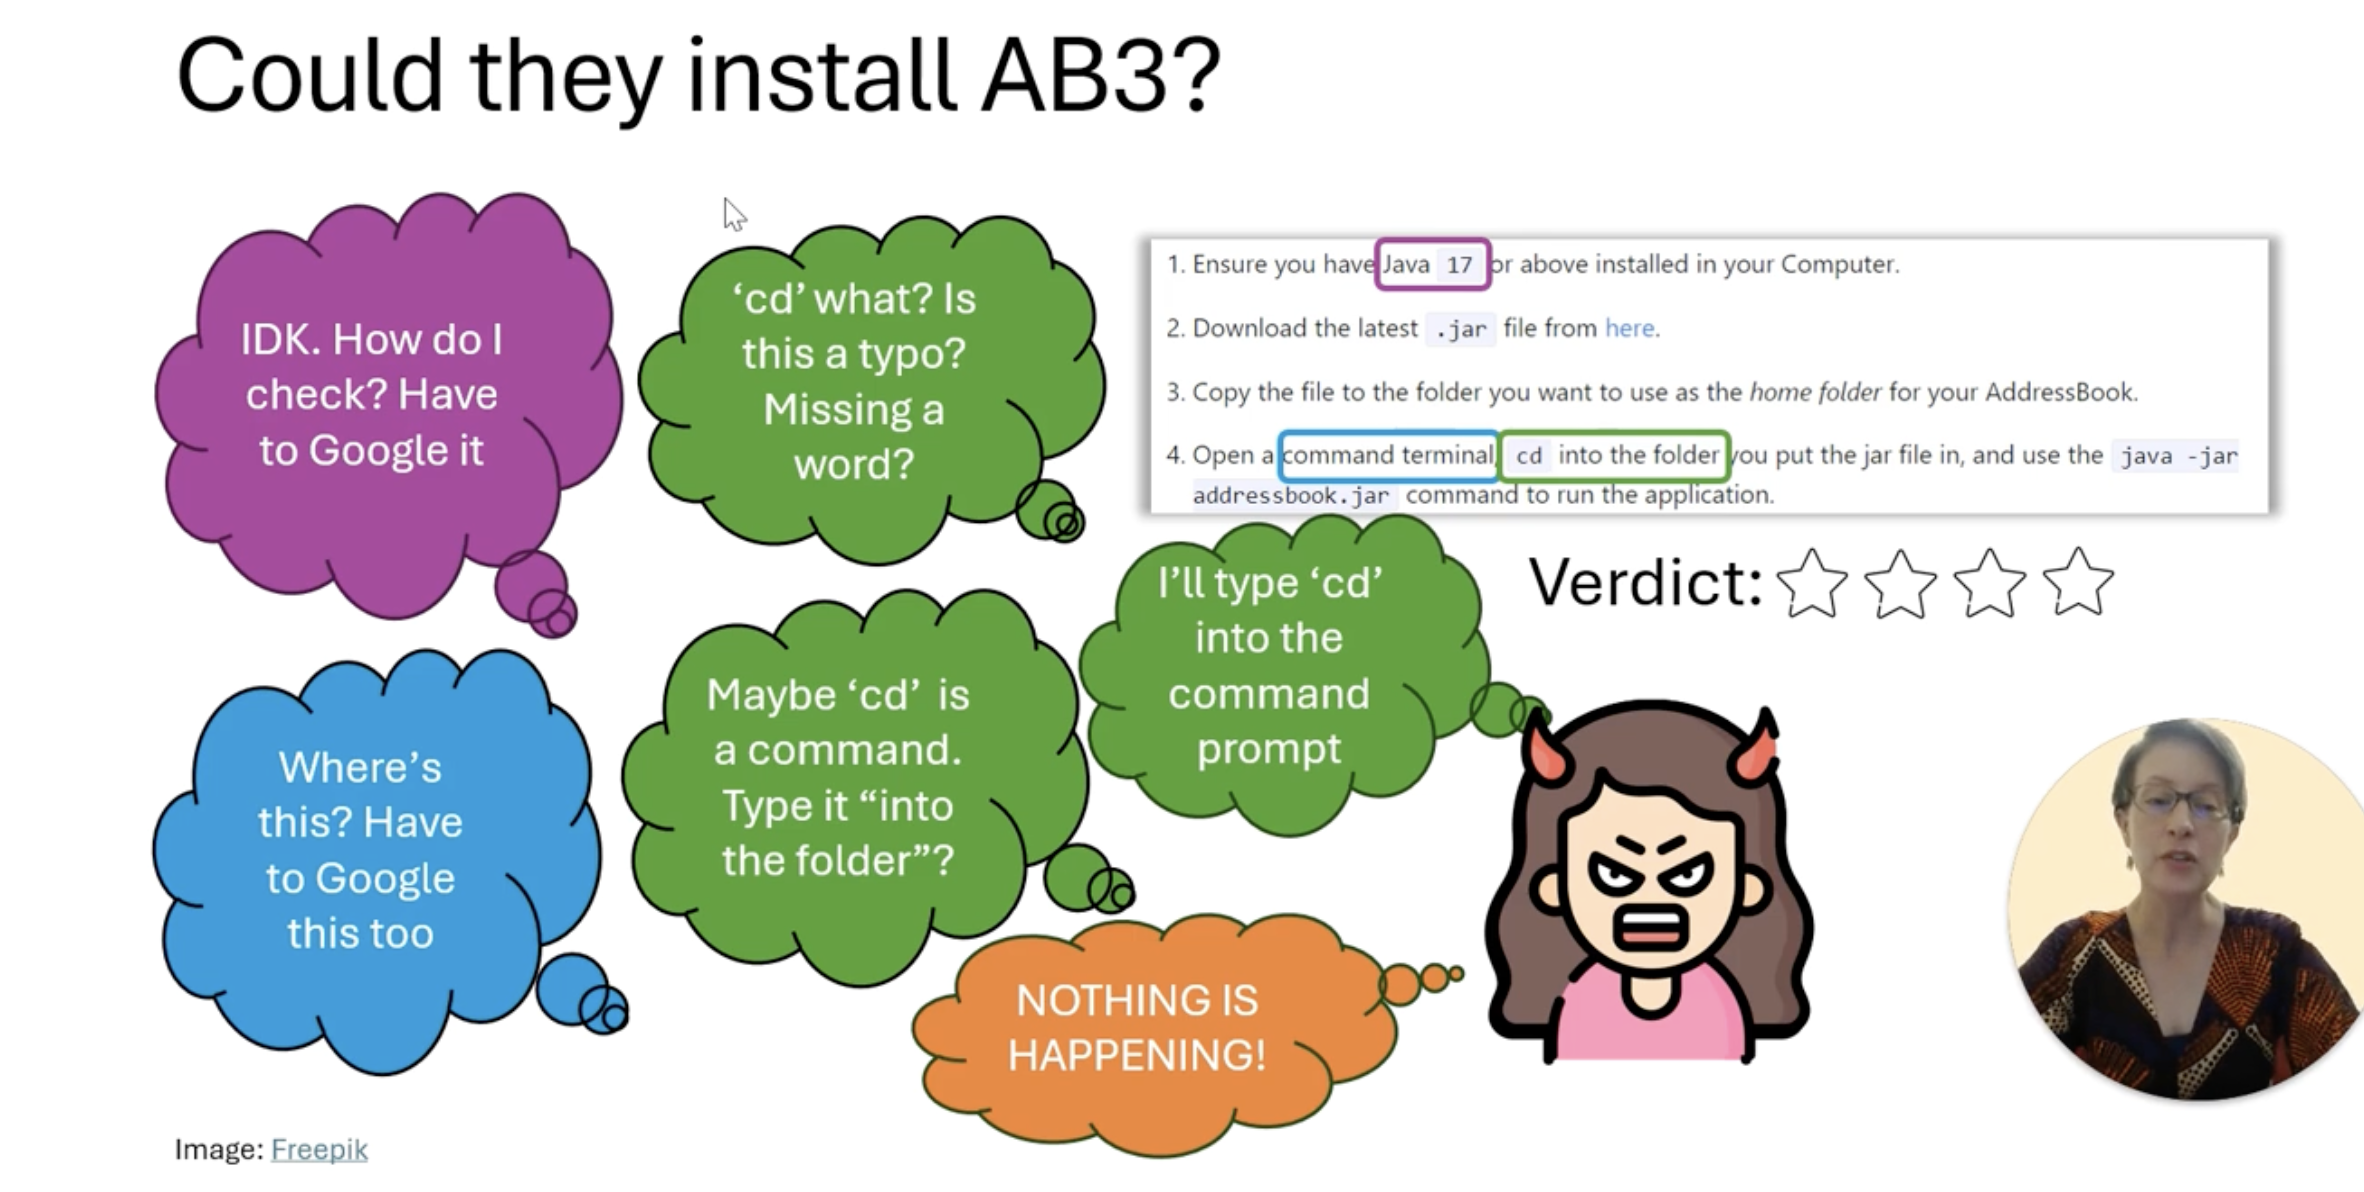 Could they install AB3?
IDK. How do I
check? Have
to Google it
‘cd’ what? Is
this a typo?
Missing a
word?
1. Ensure you have Java 17 or above installed in your Computer.
2. Download the latest .jar file from here.
3. Copy the file to the folder you want to use as the home folder for your AddressBook.
4. Open a command terminal, cd into the folder you put the jar file in, and use the java -jar
addressbook.jar command to run the application.
Where’s
this? Have
to Google
this too
Maybe ‘cd’ is
a command.
Type it “into
the folder”?
I’ll type ‘cd’
into the
command
prompt
Verdict:
NOTHING IS
HAPPENING!
Image: Freepik